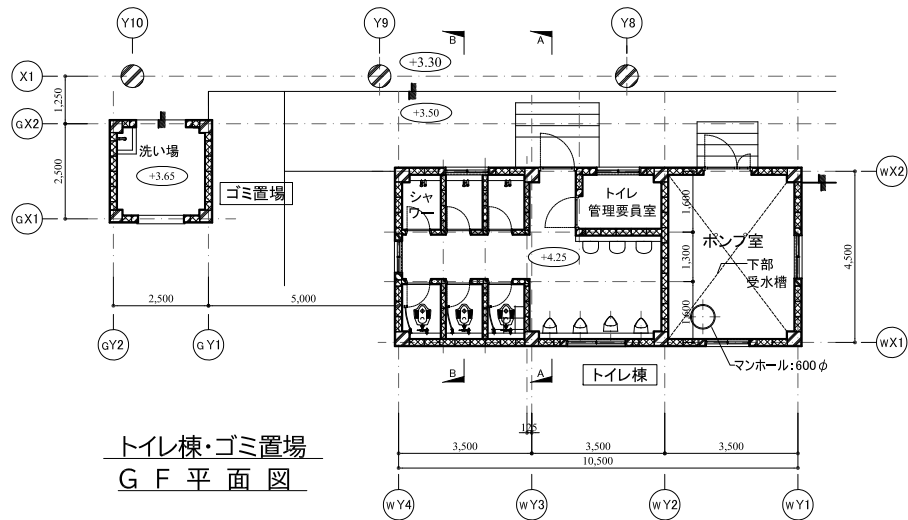 Y10
Y9
Y8
B
A
X1
+3.30
1,250
+3.50
GX2
洗い場
2,500
+3.65
ゴミ置場
シャ
ワー
トイレ
管理要員室
1,600
WX2
GX1
ポンプ室
+4.25
1,300
下部
受水槽
4,500
2,500
5,000
1,600
GY2
GY1
WX1
B
A
トイレ棟
マンホール:600φ
125
トイレ棟・ゴミ置場
GF平面図
3,500
3,500
3,500
10,500
WY4
WY3
WY2
WY1